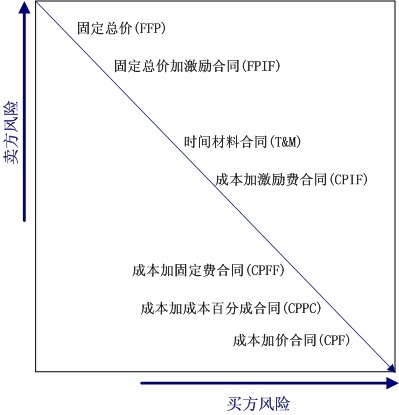 固定总价(FFP)
固定总价加激励合同(FPIF)
时间材料合同(T&M)
成本加激励费合同(CPIF)
成本加固定费合同(CPFF)
成本加成本百分成合同(CPPC)
成本加价合同(CPF)
卖方风险
买方风险